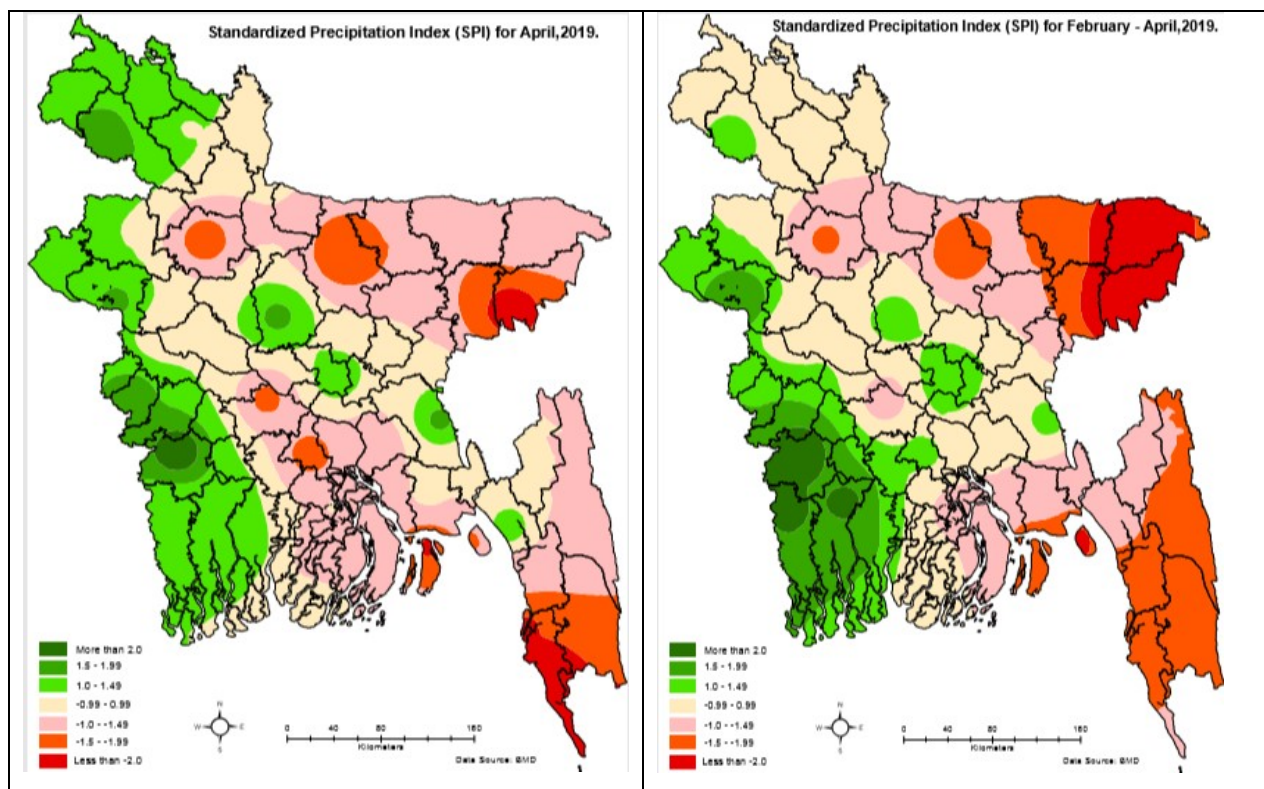 Standardized Precipitation Index (SPI) for April,2019.
More than 2.0
1.5 - 1.99
1.0 - 1.49
-0.99 - 0.99
-1.0 - -1.49
-1.5 - -1.99
Less than -2.0
N
W E
S
0 40 80 160
Kilometers
Data Source: BMD
Standardized Precipitation Index (SPI) for February - April,2019.
More than 2.0
1.5 - 1.99
1.0 - 1.49
-0.99 - 0.99
-1.0 - -1.49
-1.5 - -1.99
Less than -2.0
N
W E
S
0 40 80 160
Kilometers
Data Source: BMD